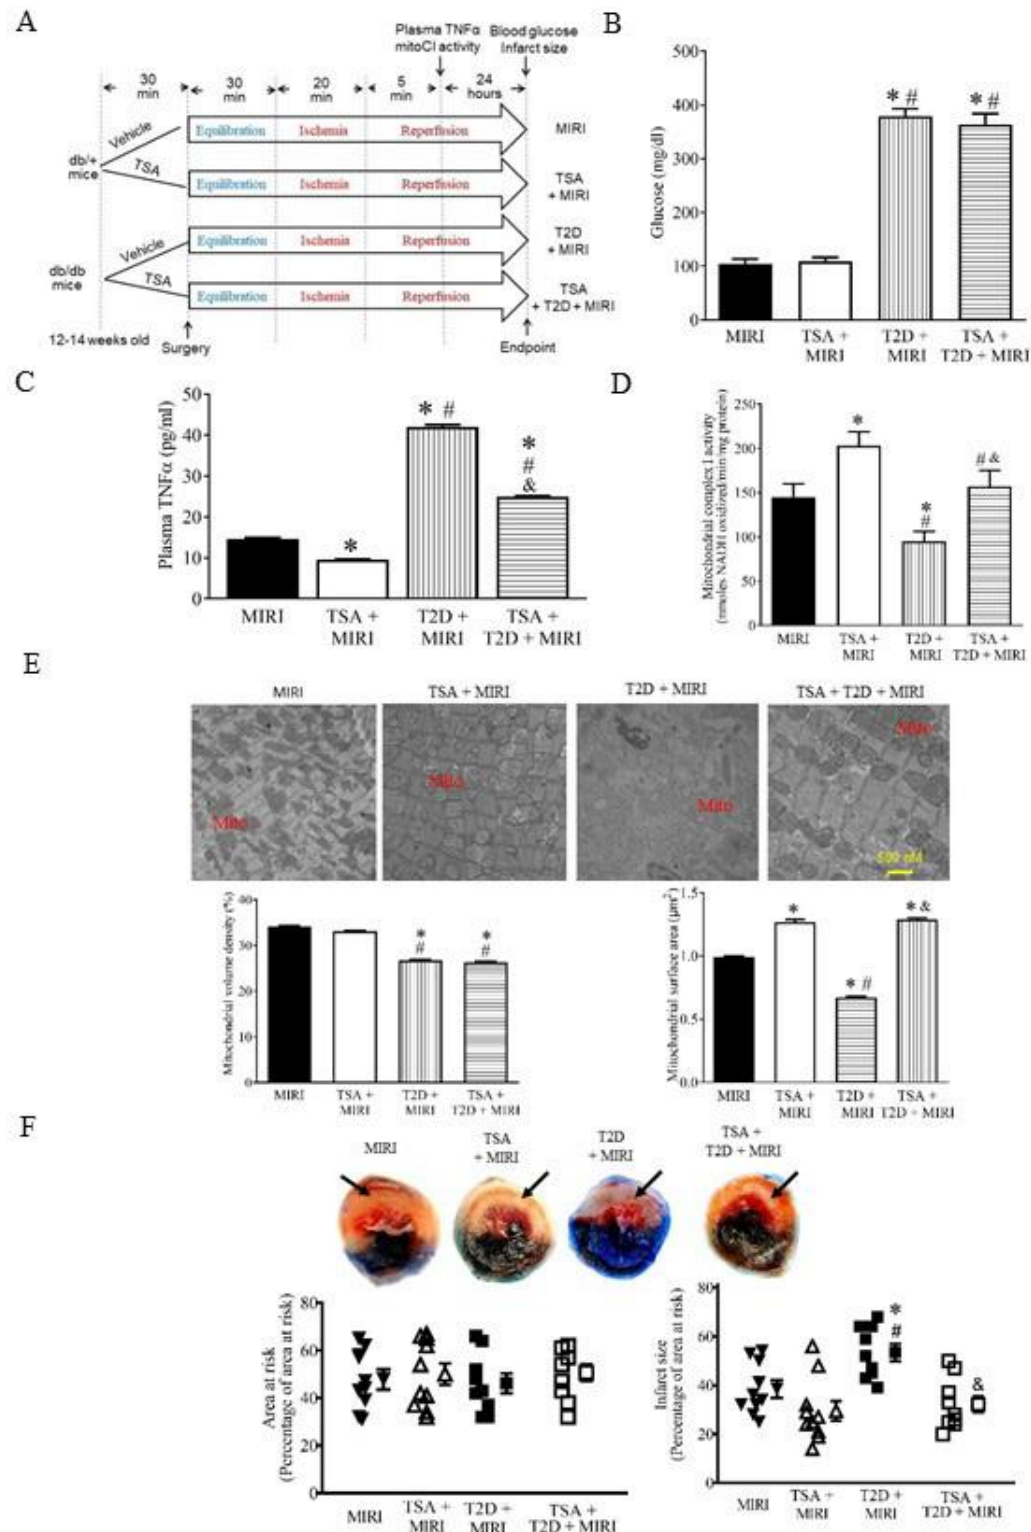 A
Plasma TNFα Blood glucose
mitoCI activity Infarct size
30 30 20 5 24
min min min min hours
Vehicle
Equilibration Ischemia Reperfusion
MIRI
db/+
mice
TSA
Equilibration Ischemia Reperfusion
TSA
+ MIRI
Vehicle
Equilibration Ischemia Reperfusion
T2D
+ MIRI
db/db
mice
TSA
Equilibration Ischemia Reperfusion
TSA
+ T2D + MIRI
12-14 weeks old
Surgery
Endpoint
B
Glucose (mg/dl)
500
400
300
200
100
0
* #
* #
MIRI TSA + T2D + TSA +
MIRI MIRI T2D + MIRI
C
Plasma TNFα (pg/ml)
50
40
30
20
10
0
*
* #
*
#
&
MIRI TSA + T2D + TSA +
MIRI MIRI T2D + MIRI
D
Mitochondrial complex I activity
(nmoles NADH oxidized/min/mg protein)
250
200
150
100
50
0
*
*
#
# &
MIRI TSA + T2D + TSA +
MIRI MIRI T2D + MIRI
E
MIRI TSA + MIRI T2D + MIRI TSA + T2D + MIRI
Mito
Mito
Mito
Mito
500 nM
Mitochondrial volume density (%)
40
30
20
10
0
*
#
*
#
MIRI TSA + T2D + TSA +
MIRI MIRI T2D + MIRI
Mitochondrial surface area (μm²)
1.5
1.0
0.5
0.0
*
* #
* &
MIRI TSA + T2D + TSA +
MIRI MIRI T2D + MIRI
F
MIRI TSA T2D TSA +
+ MIRI + MIRI T2D + MIRI
Area at risk
(Percentage of area at risk)
80
60
40
20
0
MIRI TSA + T2D + TSA +
MIRI MIRI T2D + MIRI
Infarct size
(Percentage of area at risk)
80
60
40
20
0
*
#
&
MIRI TSA + T2D + TSA +
MIRI MIRI T2D + MIRI